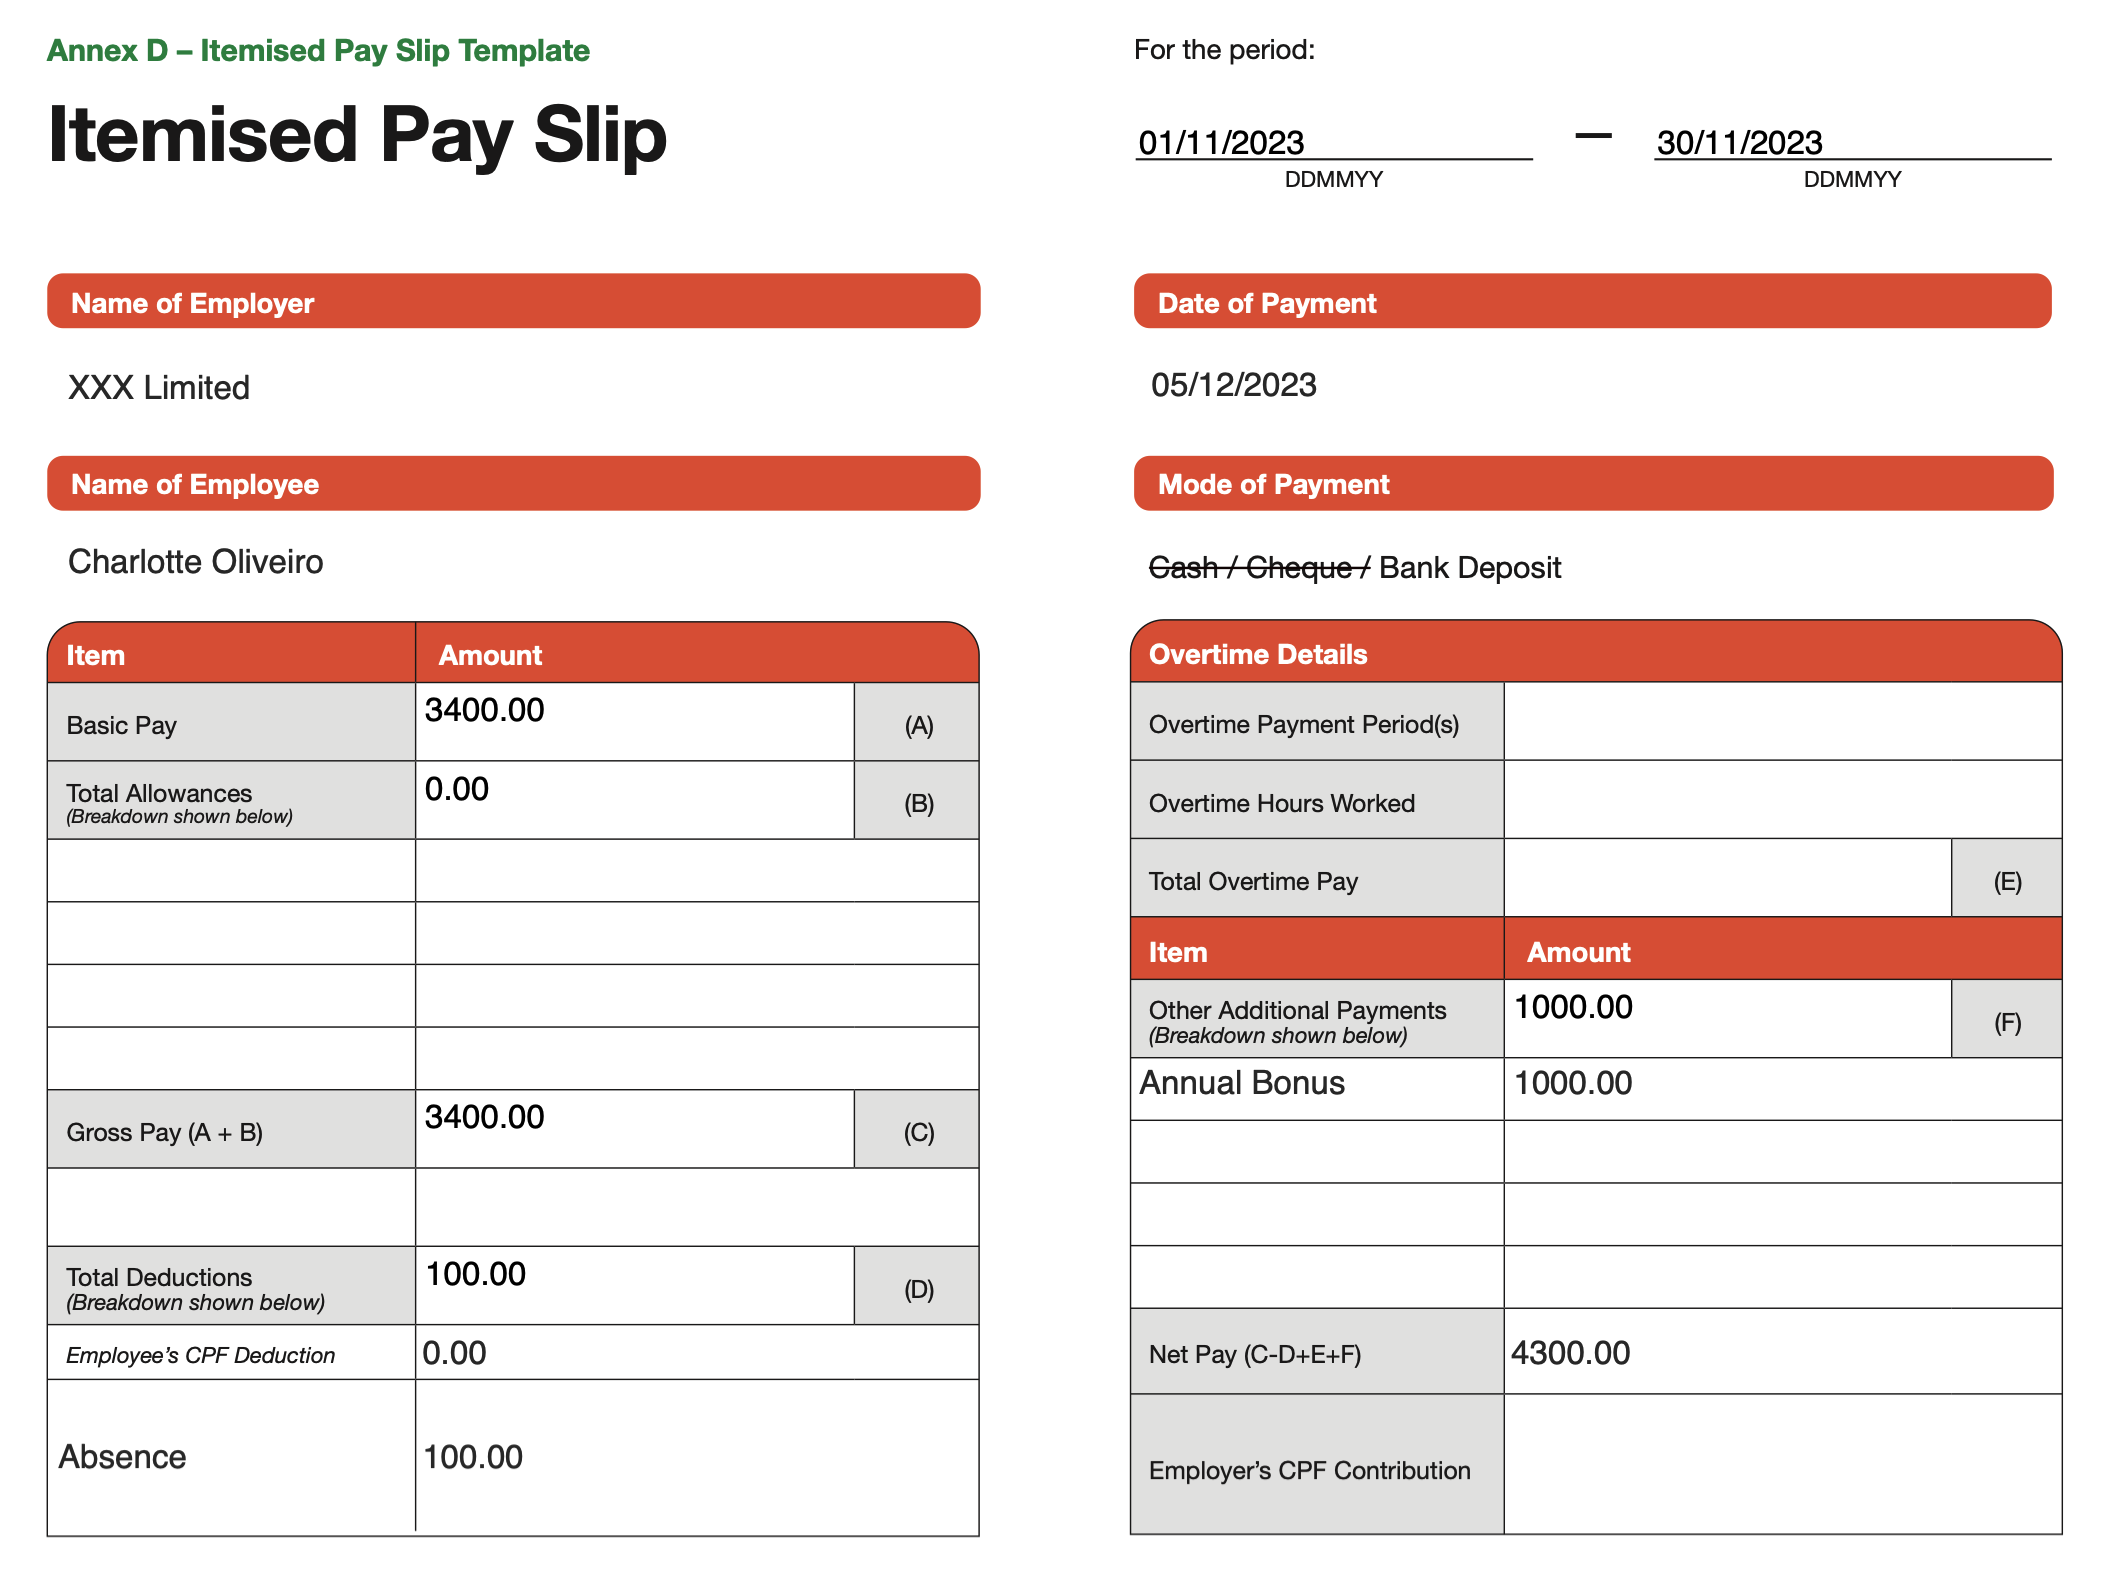 Annex D – Itemised Pay Slip Template
Itemised Pay Slip
For the period:
01/11/2023 — 30/11/2023
DDMMYY DDMMYY
Name of Employer
XXX Limited
Date of Payment
05/12/2023
Name of Employee
Charlotte Oliveiro
Mode of Payment
Cash / Cheque / Bank Deposit
Item Amount
Basic Pay 3400.00 (A)
Total Allowances 0.00 (B)
(Breakdown shown below)
Gross Pay (A + B) 3400.00 (C)
Total Deductions 100.00 (D)
(Breakdown shown below)
Employee’s CPF Deduction 0.00
Absence 100.00
Overtime Details
Overtime Payment Period(s)
Overtime Hours Worked
Total Overtime Pay (E)
Item Amount
Other Additional Payments 1000.00 (F)
(Breakdown shown below)
Annual Bonus 1000.00
Net Pay (C-D+E+F) 4300.00
Employer’s CPF Contribution